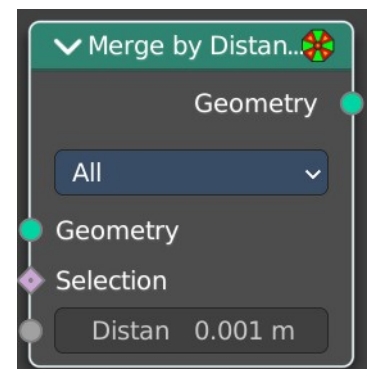 Merge by Distan...
Geometry
All
Geometry
Selection
Distan 0.001 m